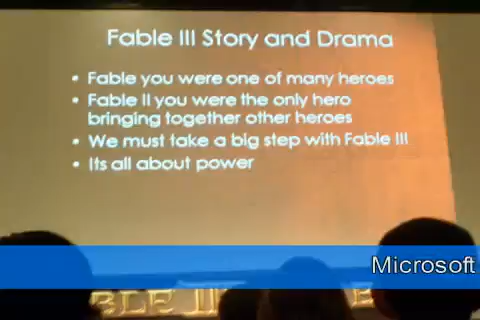 Fable III Story and Drama
• Fable you were one of many heroes
• Fable II you were the only hero
bringing together other heroes
• We must take a big step with Fable III
• Its all about power
Microsoft